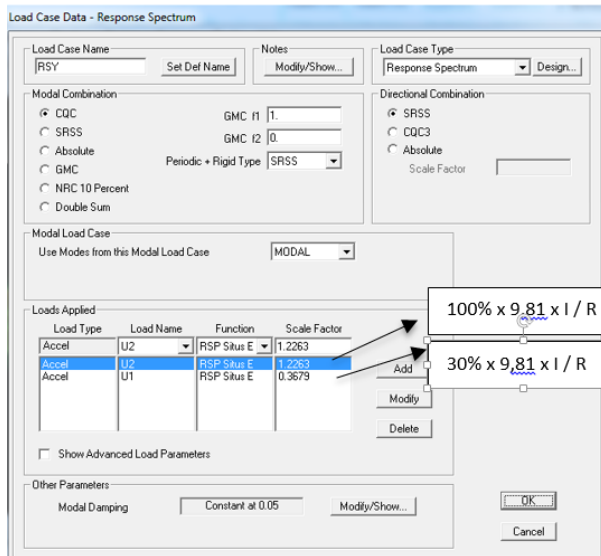 Load Case Data - Response Spectrum
Load Case Name
RSY
Set Def Name
Notes
Modify/Show...
Load Case Type
Response Spectrum
Design...
Modal Combination
CQC
SRSS
Absolute
GMC
NRC 10 Percent
Double Sum
GMC f1 1.
GMC f2 0.
Periodic + Rigid Type SRSS
Directional Combination
SRSS
CQC3
Absolute
Scale Factor
Modal Load Case
Use Modes from this Modal Load Case MODAL
Loads Applied
Load Type Load Name Function Scale Factor
Accel U2 RSP Situs E 1.2263
Accel U2 RSP Situs E 1.2263
Accel U1 RSP Situs E 0.3679
Add
Modify
Delete
Show Advanced Load Parameters
100% x 9.81 x I / R
30% x 9,81 x I / R
Other Parameters
Modal Damping Constant at 0.05 Modify/Show...
OK
Cancel